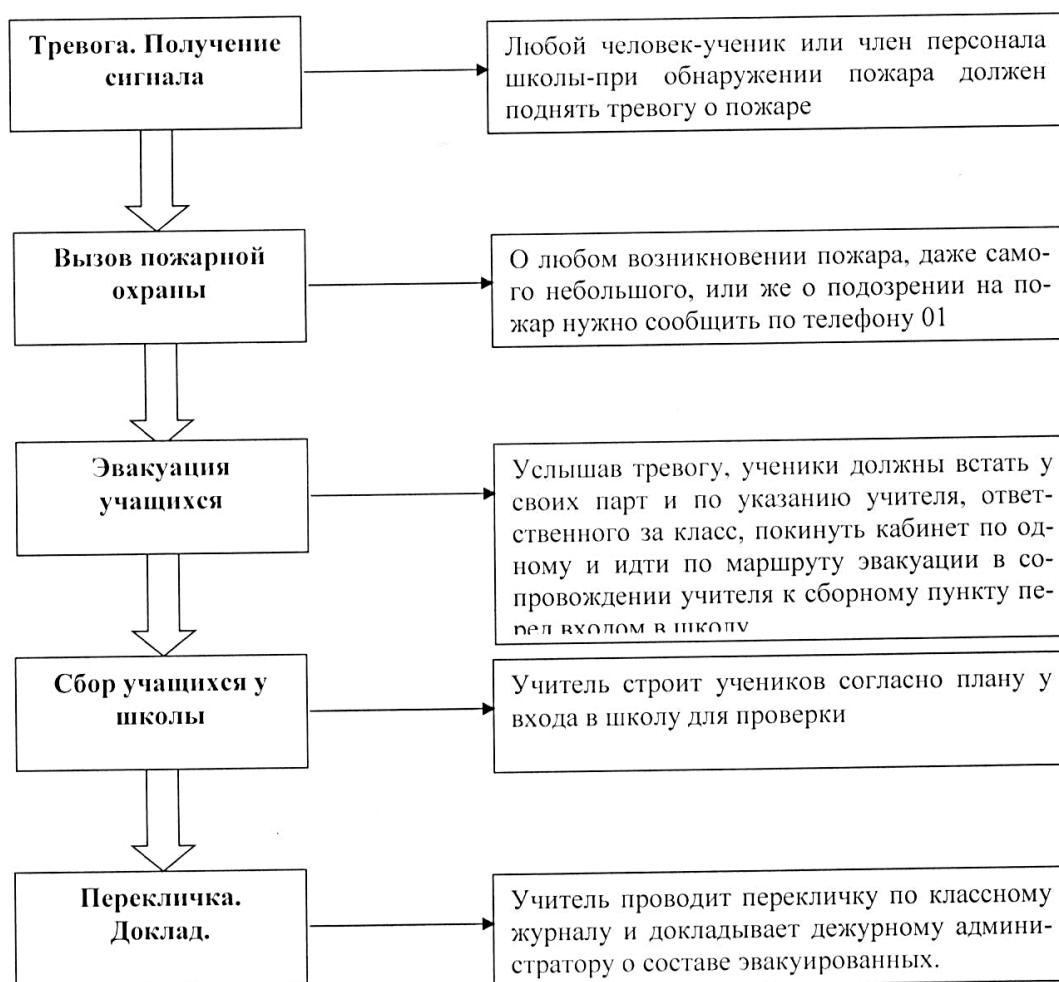 Тревога. Получение
сигнала
Любой человек-ученик или член персонала
школы-при обнаружении пожара должен
поднять тревогу о пожаре
Вызов пожарной
охраны
О любом возникновении пожара, даже само-
го небольшого, или же о подозрении на по-
жар нужно сообщить по телефону 01
Эвакуация
учащихся
Услышав тревогу, ученики должны встать у
своих парт и по указанию учителя, ответ-
ственного за класс, покинуть кабинет по од-
ному и идти по маршруту эвакуации в со-
провождении учителя к сборному пункту пе-
ред входом в школу
Сбор учащихся у
школы
Учитель строит учеников согласно плану у
входа в школу для проверки
Перекличка.
Доклад.
Учитель проводит перекличку по классному
журналу и докладывает дежурному админи-
стратору о составе эвакуированных.